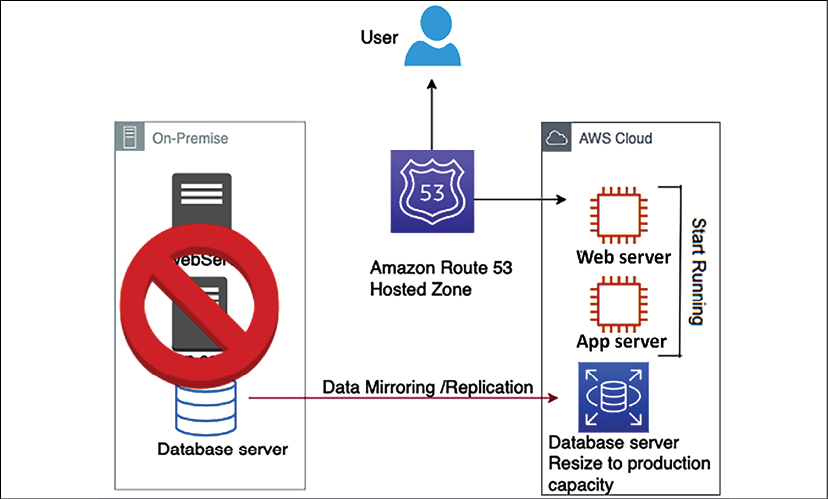 User
On-Premise
AWS Cloud
53
Web server
Amazon Route 53
Hosted Zone
App server
Start Running
Data Mirroring /Replication
Database server
Database server
Resize to production
capacity